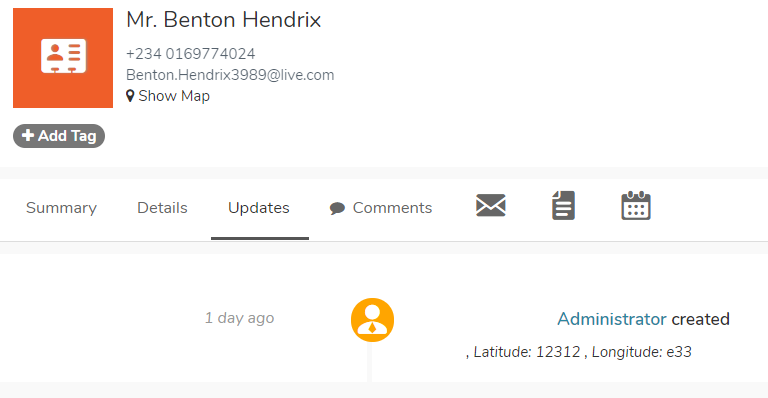 Mr. Benton Hendrix
+234 0169774024
Benton.Hendrix3989@live.com
Show Map
Add Tag
Summary Details Updates Comments
1 day ago Administrator created
, Latitude: 12312 , Longitude: e33